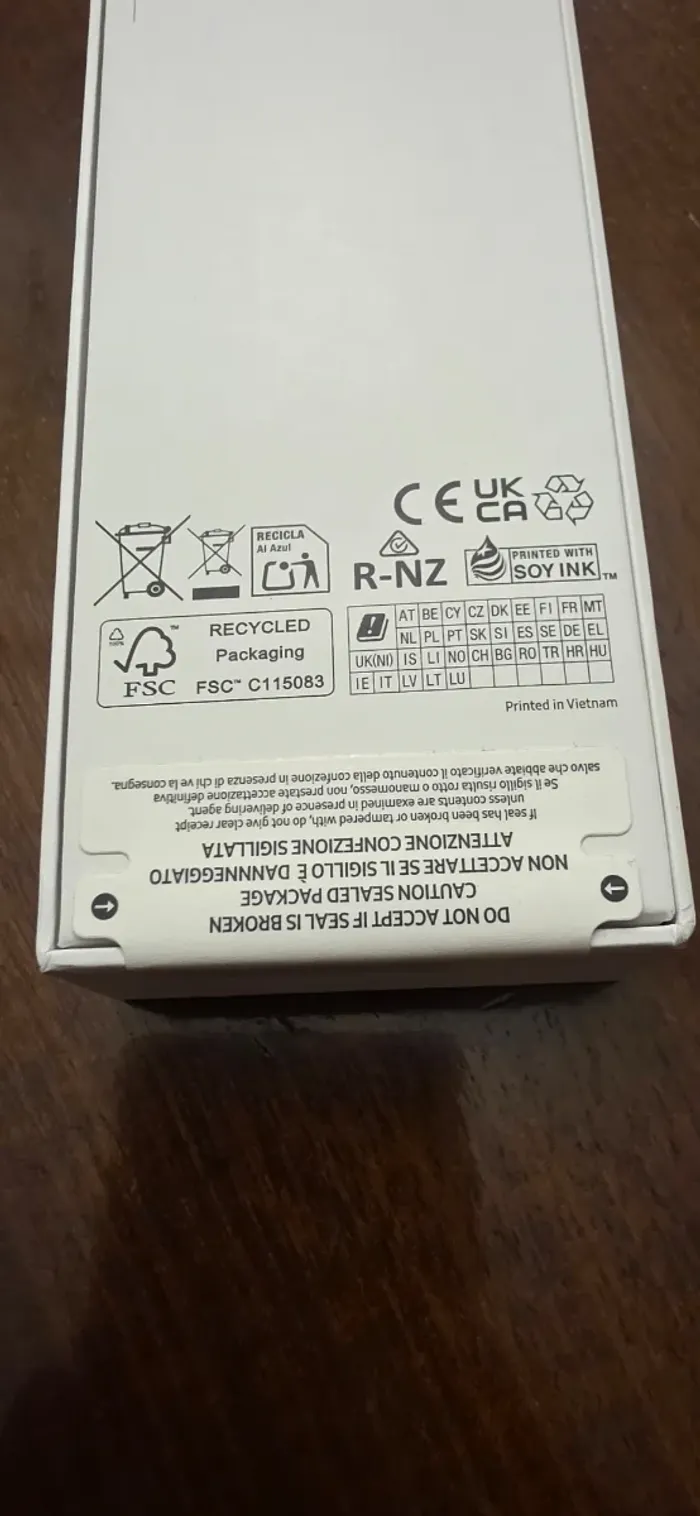 CE UK CA
RECICLA
Al Azul
R-NZ
PRINTED WITH
SOY INK™
100%
FSC™
RECYCLED
Packaging
FSC™ C115083
AT BE CY CZ DK EE FI FR MT
NL PL PT SK SI ES SE DE EL
UK(NI) IS LI NO CH BG RO TR HR HU
IE IT LV LT LU
Printed in Vietnam
DO NOT ACCEPT IF SEAL IS BROKEN
CAUTION SEALED PACKAGE
NON ACCETTARE SE IL SIGILLO È DANNNEGGIATO
ATTENZIONE CONFEZIONE SIGILLATA
If seal has been broken or tampered with, do not give clear receipt
unless contents are examined in presence of delivering agent.
Se il sigillo risulta rotto o manomesso, non prestate accettazione definitiva
salvo che abbiate verificato il contenuto della confezione in presenza di chi ve la consegna.